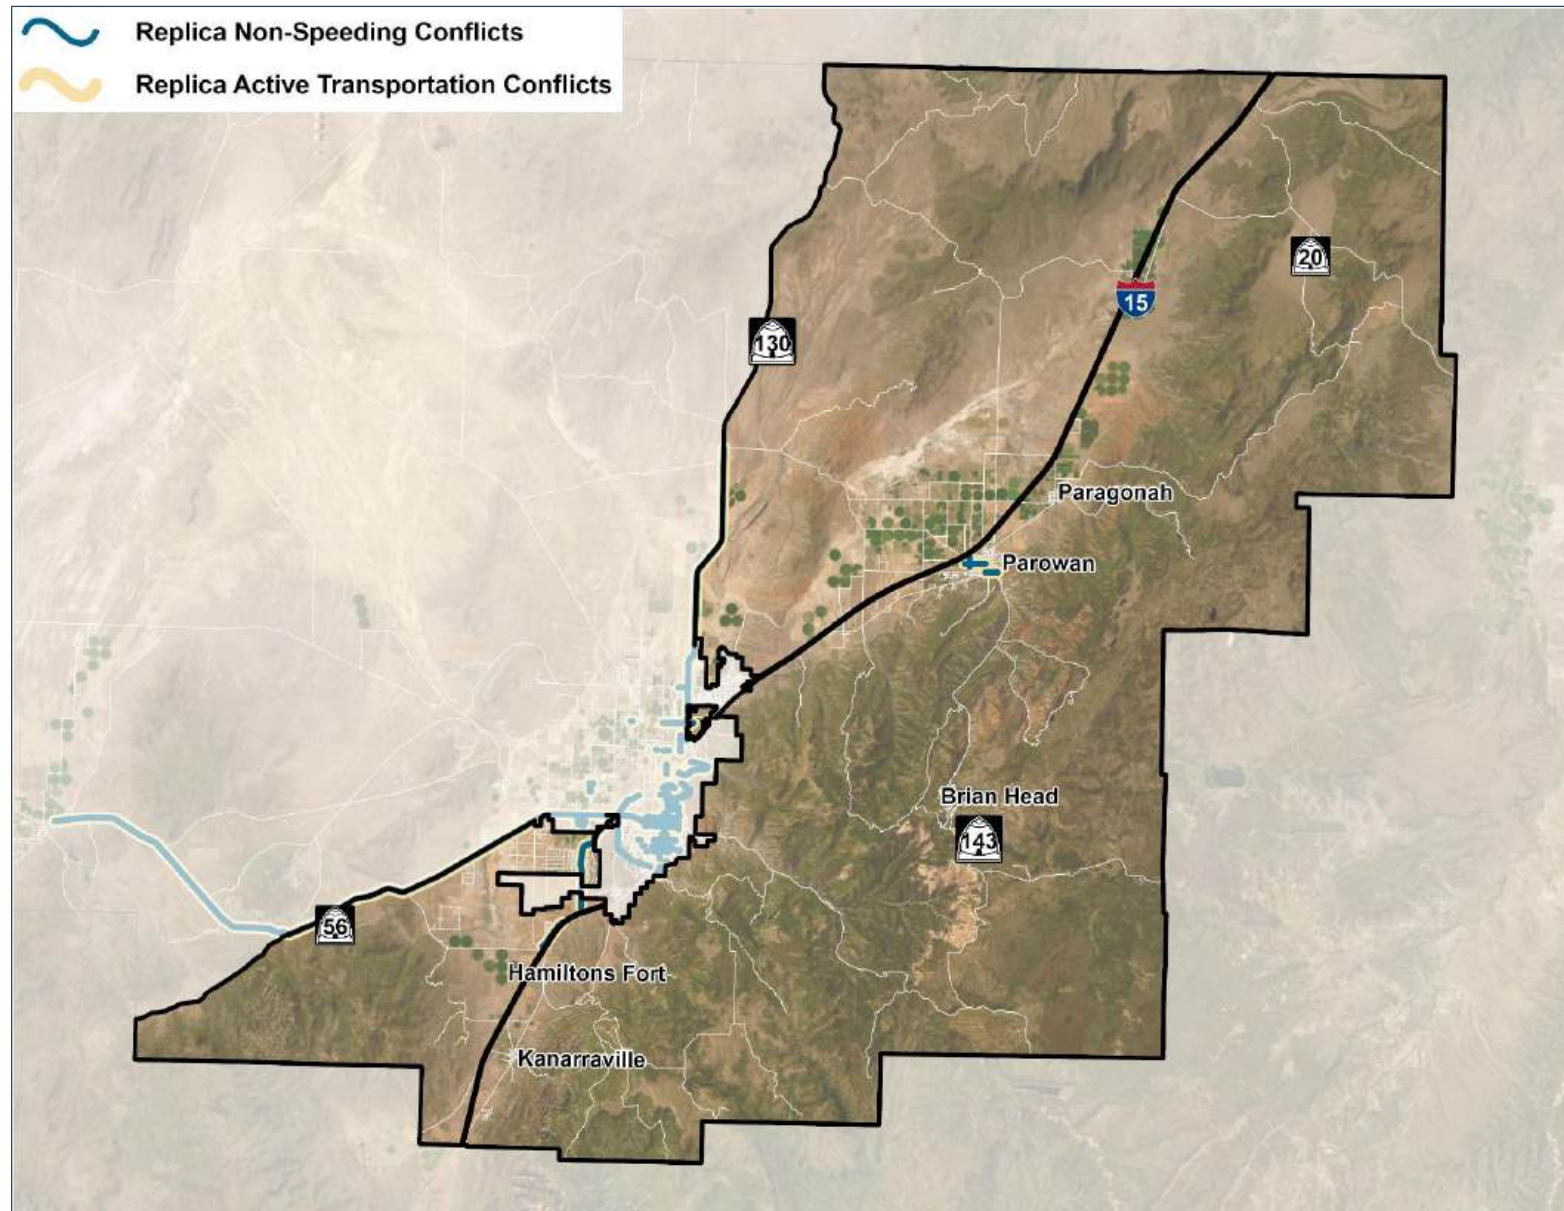 Replica Non-Speeding Conflicts
Replica Active Transportation Conflicts
20
15
130
Paragonah
Parowan
Brian Head
143
56
Hamiltons Fort
Kanarraville